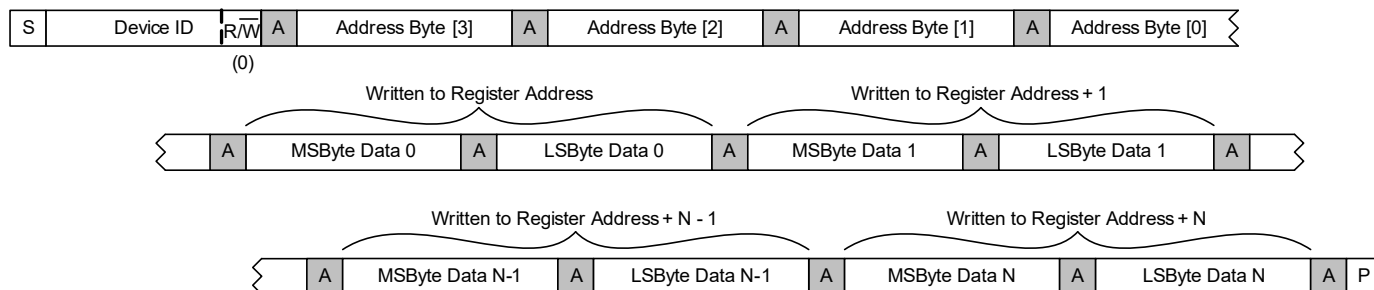 S Device ID R/W̅ A Address Byte [3] A Address Byte [2] A Address Byte [1] A Address Byte [0]
(0)
Written to Register Address Written to Register Address + 1
A MSByte Data 0 A LSByte Data 0 A MSByte Data 1 A LSByte Data 1 A
Written to Register Address + N - 1 Written to Register Address + N
A MSByte Data N-1 A LSByte Data N-1 A MSByte Data N A LSByte Data N A P